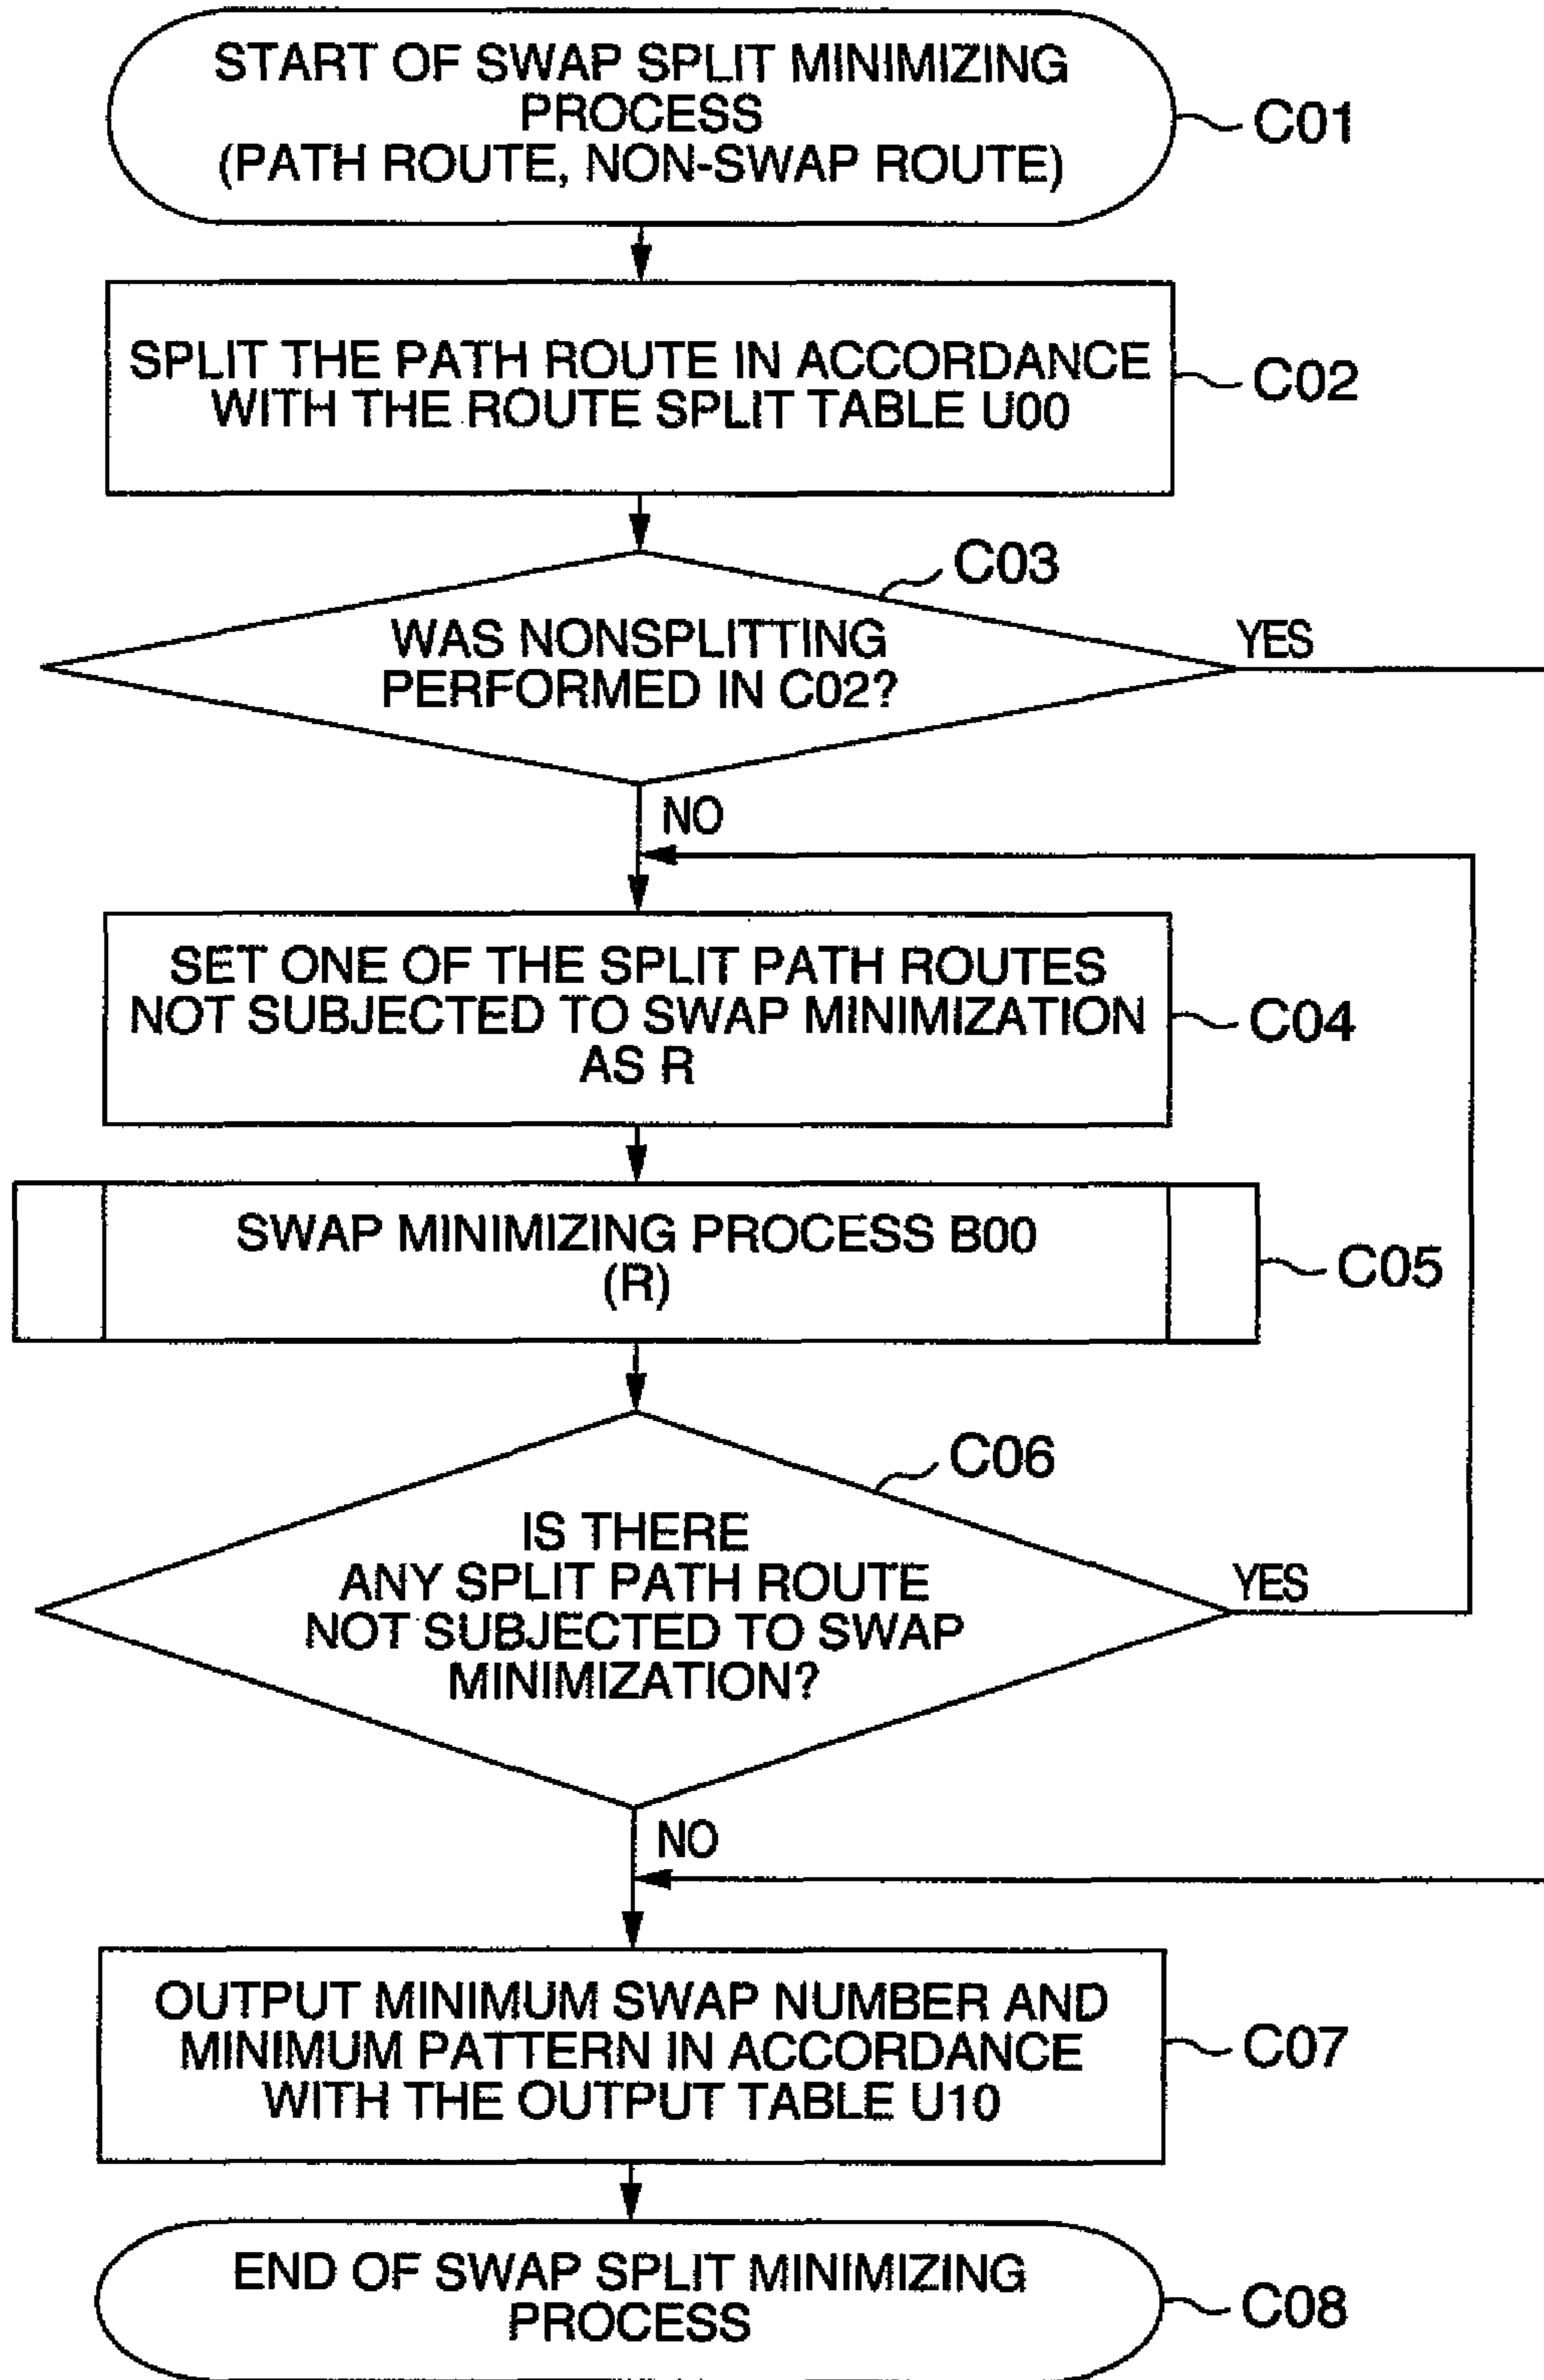 START OF SWAP SPLIT MINIMIZING
PROCESS
(PATH ROUTE, NON-SWAP ROUTE)
C01
SPLIT THE PATH ROUTE IN ACCORDANCE
WITH THE ROUTE SPLIT TABLE U00
C02
C03
WAS NONSPLITTING
PERFORMED IN C02?
YES
NO
SET ONE OF THE SPLIT PATH ROUTES
NOT SUBJECTED TO SWAP MINIMIZATION
AS R
C04
SWAP MINIMIZING PROCESS B00
(R)
C05
C06
IS THERE
ANY SPLIT PATH ROUTE
NOT SUBJECTED TO SWAP
MINIMIZATION?
YES
NO
OUTPUT MINIMUM SWAP NUMBER AND
MINIMUM PATTERN IN ACCORDANCE
WITH THE OUTPUT TABLE U10
C07
END OF SWAP SPLIT MINIMIZING
PROCESS
C08